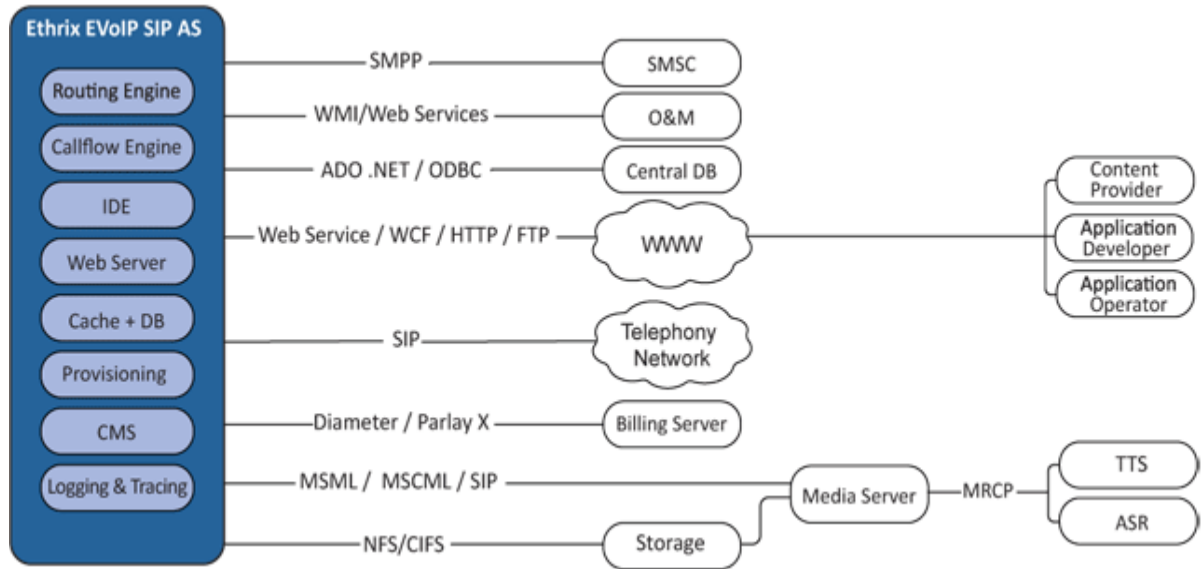 Ethrix EVoIP SIP AS
Routing Engine
Callflow Engine
IDE
Web Server
Cache + DB
Provisioning
CMS
Logging & Tracing
SMPP
SMSC
WMI/Web Services
O&M
ADO .NET / ODBC
Central DB
Web Service / WCF / HTTP / FTP
WWW
Content
Provider
Application
Developer
Application
Operator
SIP
Telephony
Network
Diameter / Parlay X
Billing Server
MSML / MSCML / SIP
Media Server
MRCP
TTS
ASR
NFS/CIFS
Storage